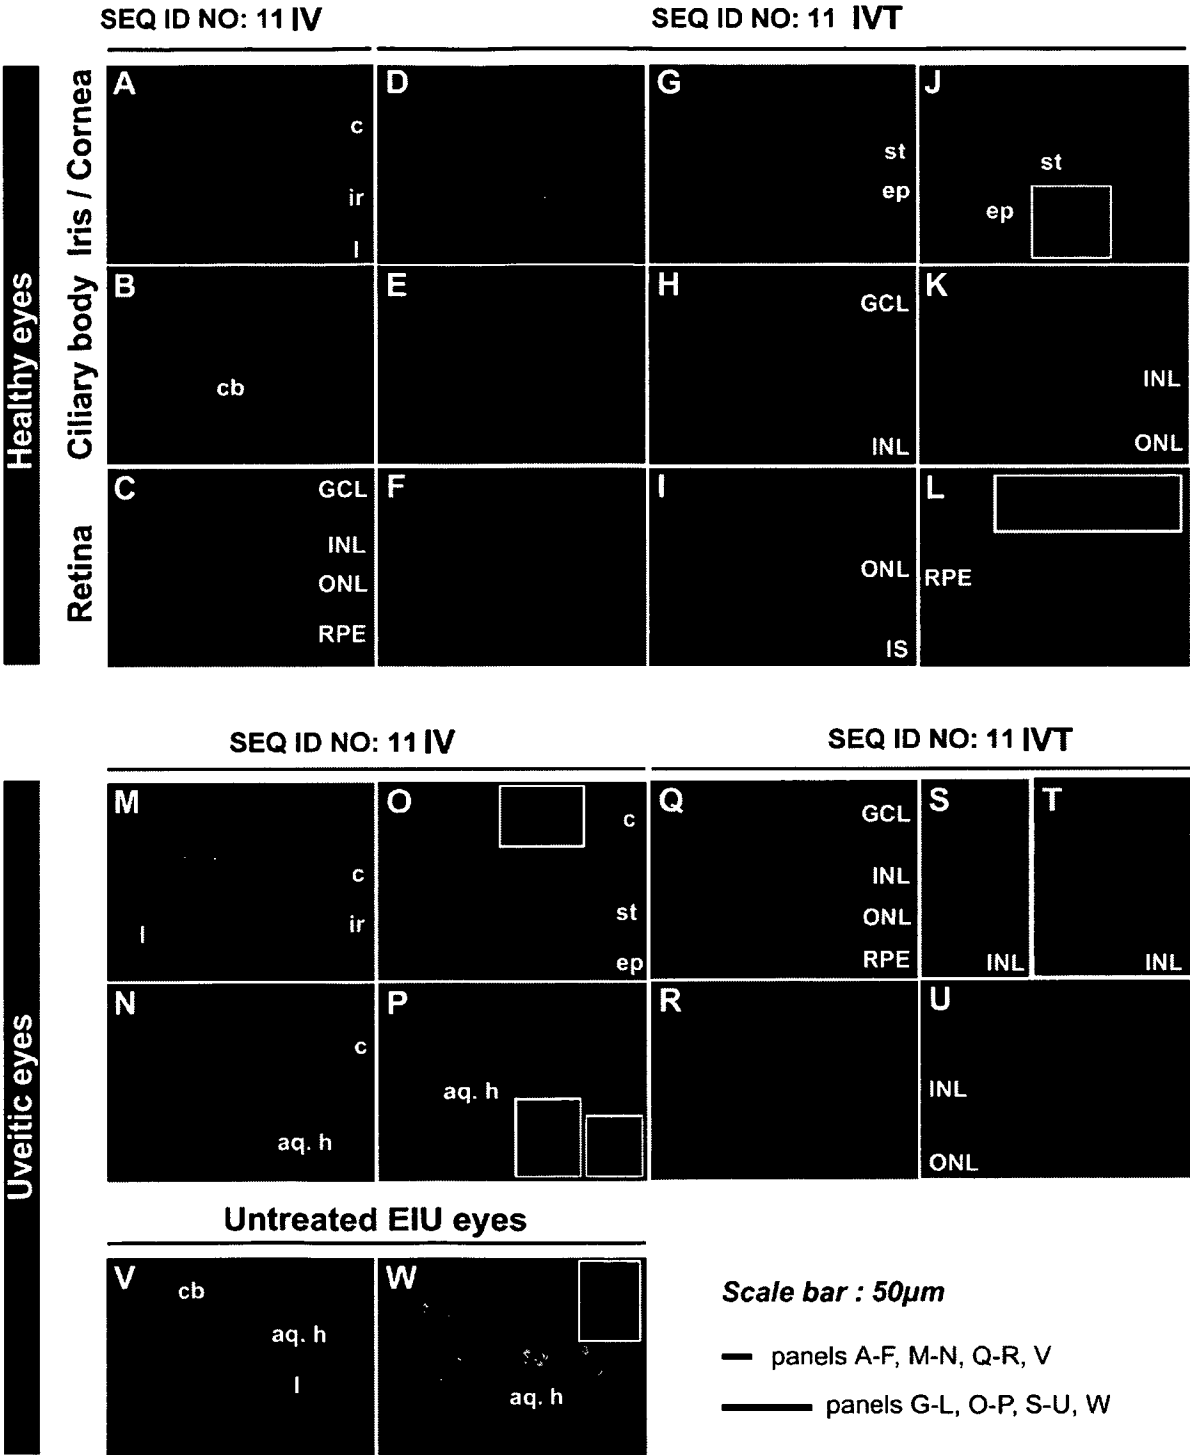 SEQ ID NO: 11 IV
SEQ ID NO: 11 IVT
Healthy eyes
Iris / Cornea
A
c
ir
l
D
G
st
ep
J
st
ep
Ciliary body
B
cb
E
H
GCL
INL
K
INL
ONL
Retina
C
GCL
INL
ONL
RPE
F
I
ONL
IS
L
RPE
SEQ ID NO: 11 IV
SEQ ID NO: 11 IVT
Uveitic eyes
M
c
l
ir
O
c
st
ep
Q
GCL
INL
ONL
RPE
S
INL
T
INL
N
c
aq. h
P
aq. h
R
U
INL
ONL
Untreated EIU eyes
V
cb
aq. h
l
W
aq. h
Scale bar : 50µm
panels A-F, M-N, Q-R, V
panels G-L, O-P, S-U, W